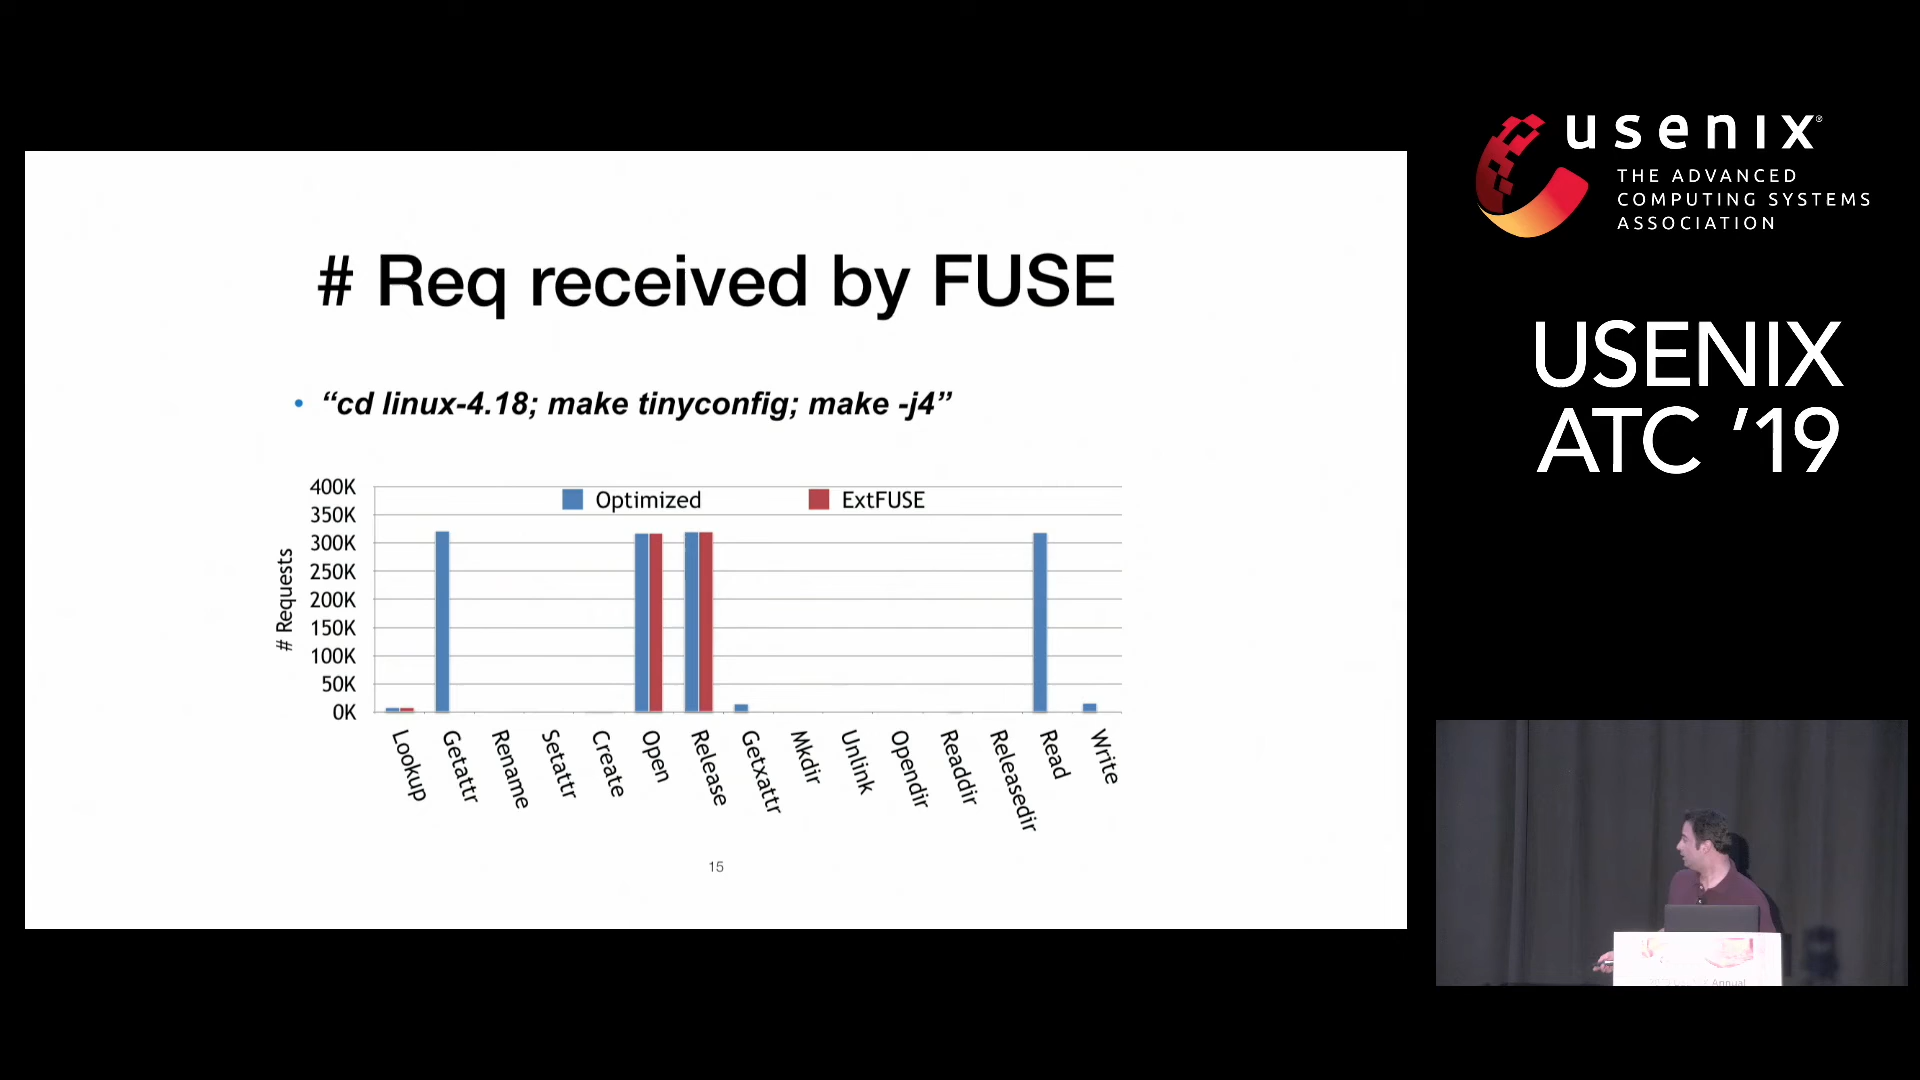 # Req received by FUSE
• “cd linux-4.18; make tinyconfig; make -j4”
400K
350K
300K
250K
200K
150K
100K
50K
0K
# Requests
Optimized
ExtFUSE
Lookup
Getattr
Rename
Setattr
Create
Open
Release
Getxattr
Mkdir
Unlink
Opendir
Readdir
Releasedir
Read
Write
15
usenix®
THE ADVANCED
COMPUTING SYSTEMS
ASSOCIATION
USENIX
ATC ’19
Annual